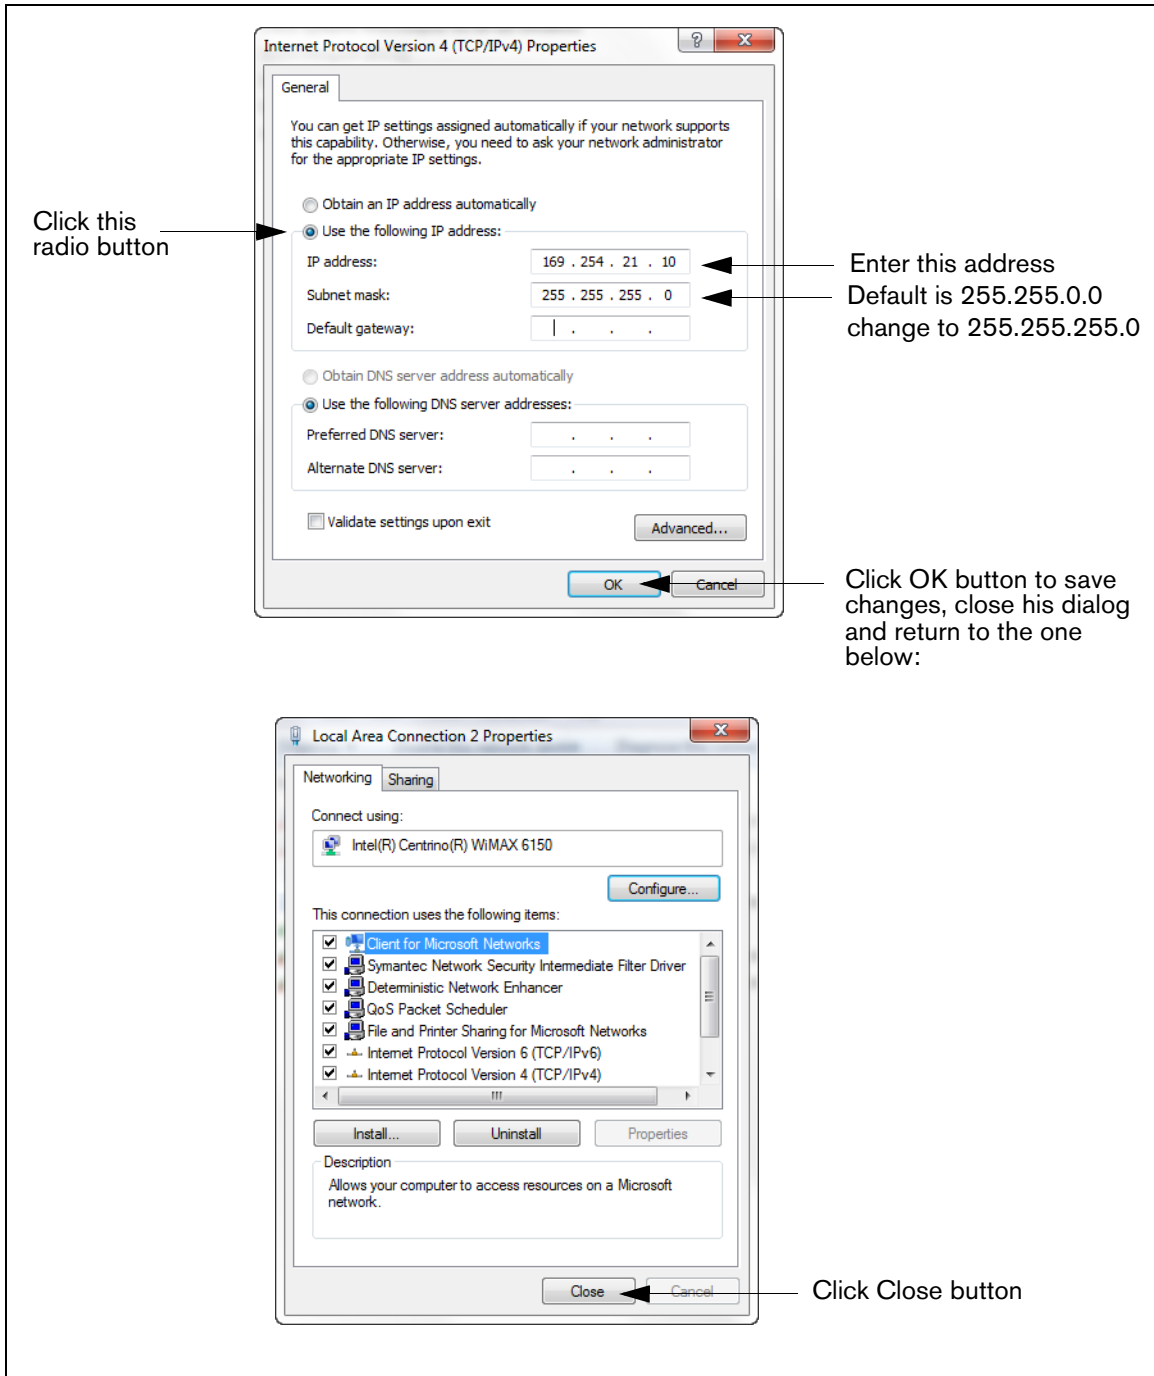 Internet Protocol Version 4 (TCP/IPv4) Properties
General
You can get IP settings assigned automatically if your network supports
this capability. Otherwise, you need to ask your network administrator
for the appropriate IP settings.
Obtain an IP address automatically
Click this
radio button
Use the following IP address:
IP address:
169 . 254 . 21 . 10
Enter this address
Subnet mask:
255 . 255 . 255 . 0
Default is 255.255.0.0
change to 255.255.255.0
Default gateway:
. . .
Obtain DNS server address automatically
Use the following DNS server addresses:
Preferred DNS server:
. . .
Alternate DNS server:
. . .
Validate settings upon exit
Advanced...
OK
Cancel
Click OK button to save
changes, close his dialog
and return to the one
below:
Local Area Connection 2 Properties
Networking
Sharing
Connect using:
Intel(R) Centrino(R) WiMAX 6150
Configure...
This connection uses the following items:
Client for Microsoft Networks
Symantec Network Security Intermediate Filter Driver
Deterministic Network Enhancer
QoS Packet Scheduler
File and Printer Sharing for Microsoft Networks
Internet Protocol Version 6 (TCP/IPv6)
Internet Protocol Version 4 (TCP/IPv4)
Install...
Uninstall
Properties
Description
Allows your computer to access resources on a Microsoft
network.
Close
Cancel
Click Close button